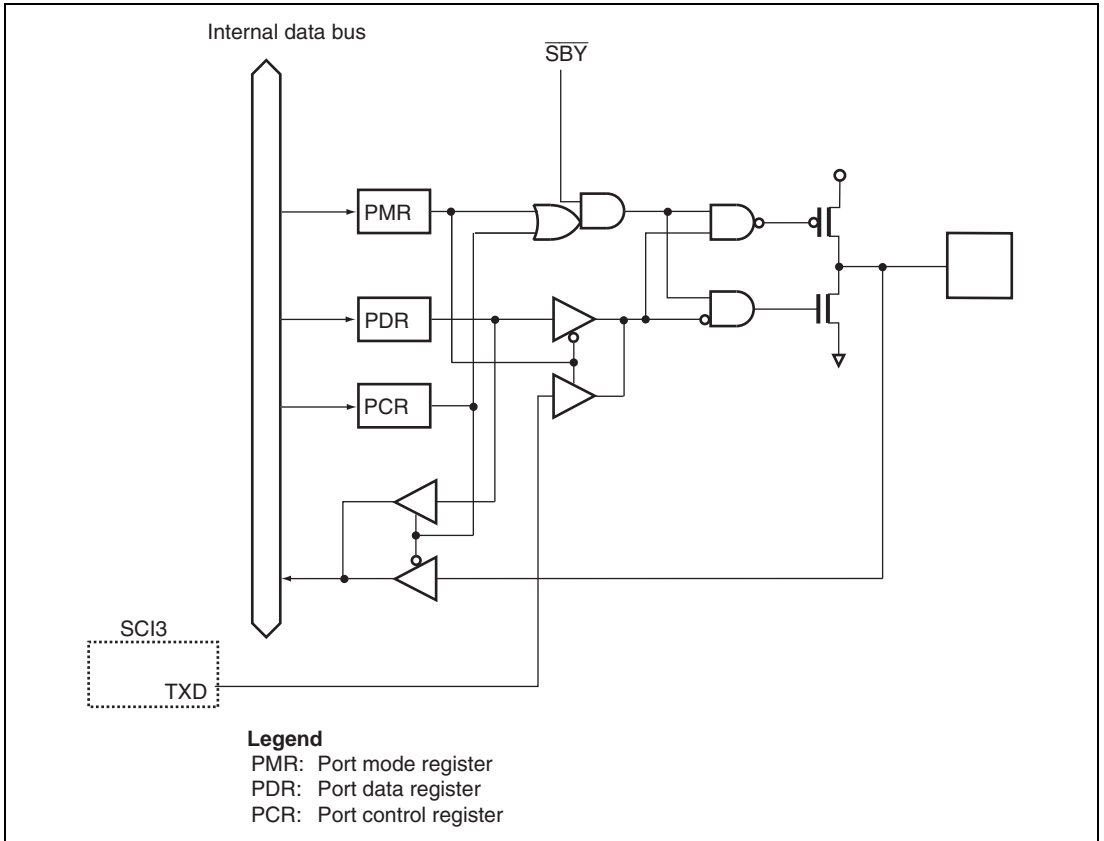 Internal data bus
SBY
PMR
PDR
PCR
SCI3
TXD
Legend
PMR: Port mode register
PDR: Port data register
PCR: Port control register